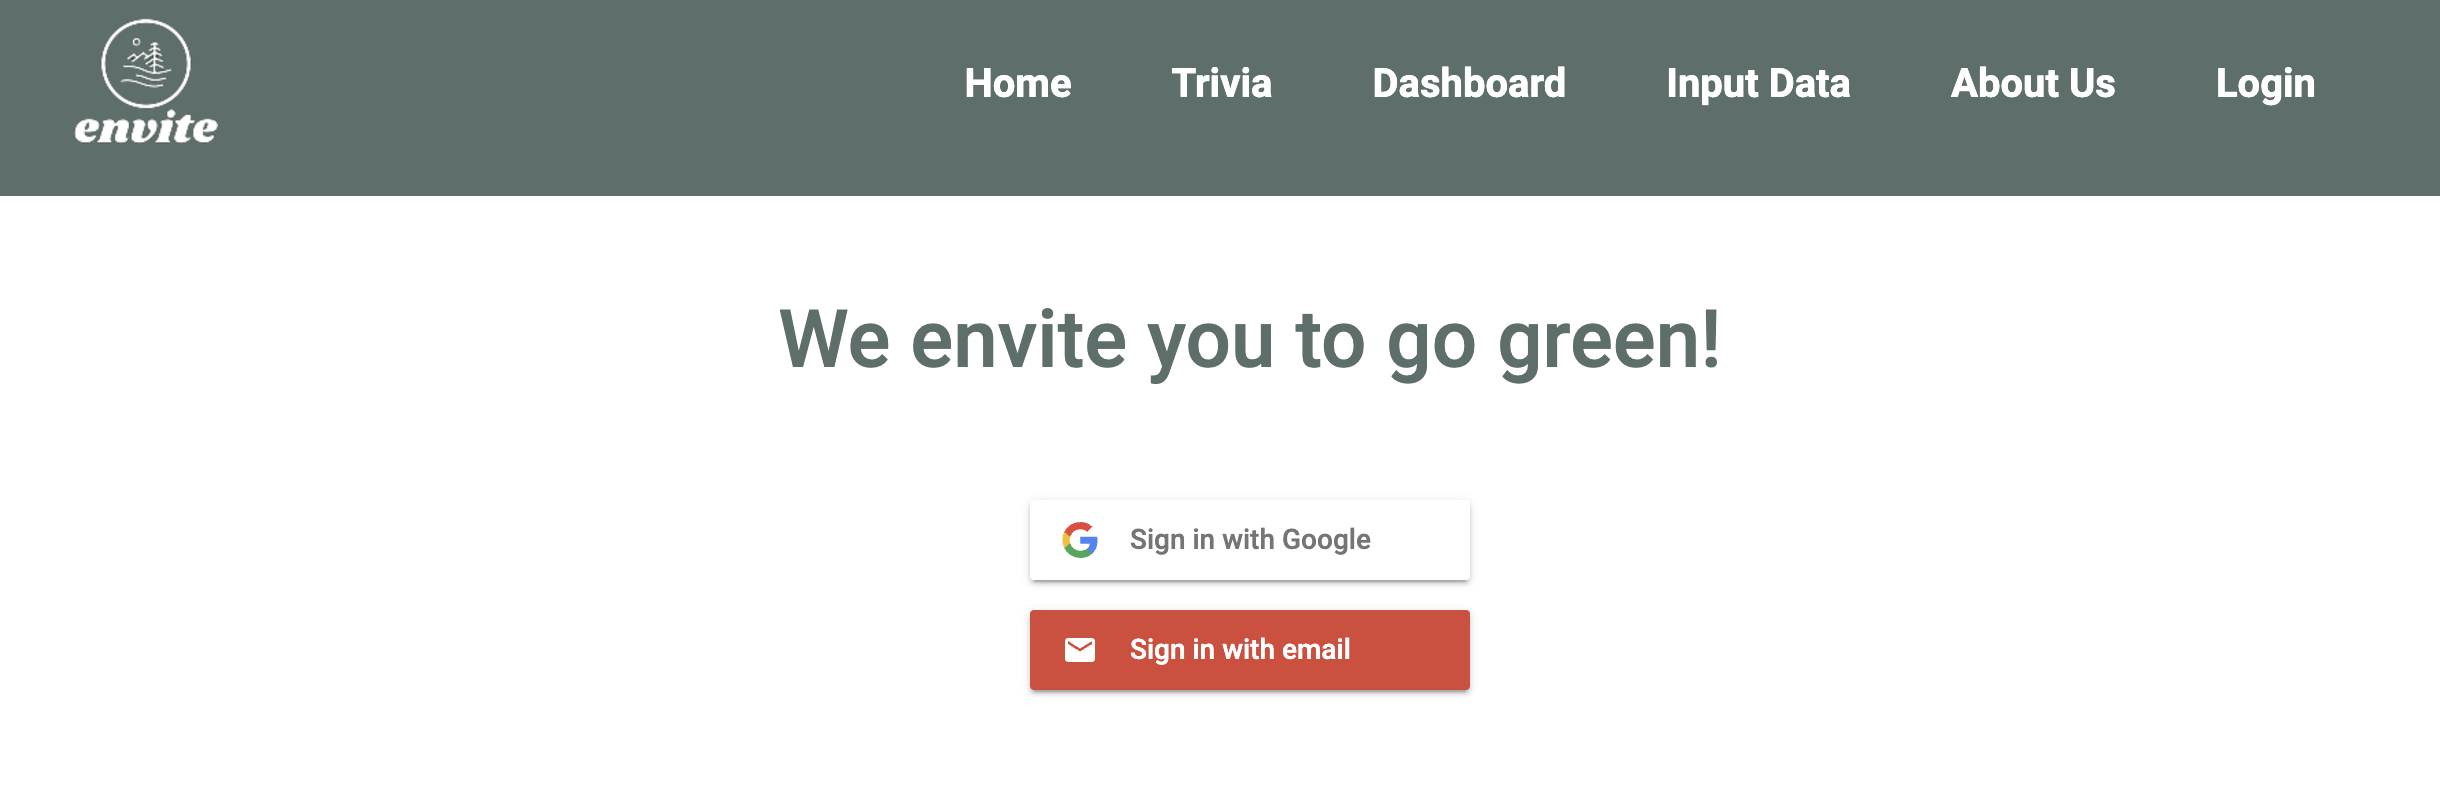 envite
Home Trivia Dashboard Input Data About Us Login
We envite you to go green!
Sign in with Google
Sign in with email